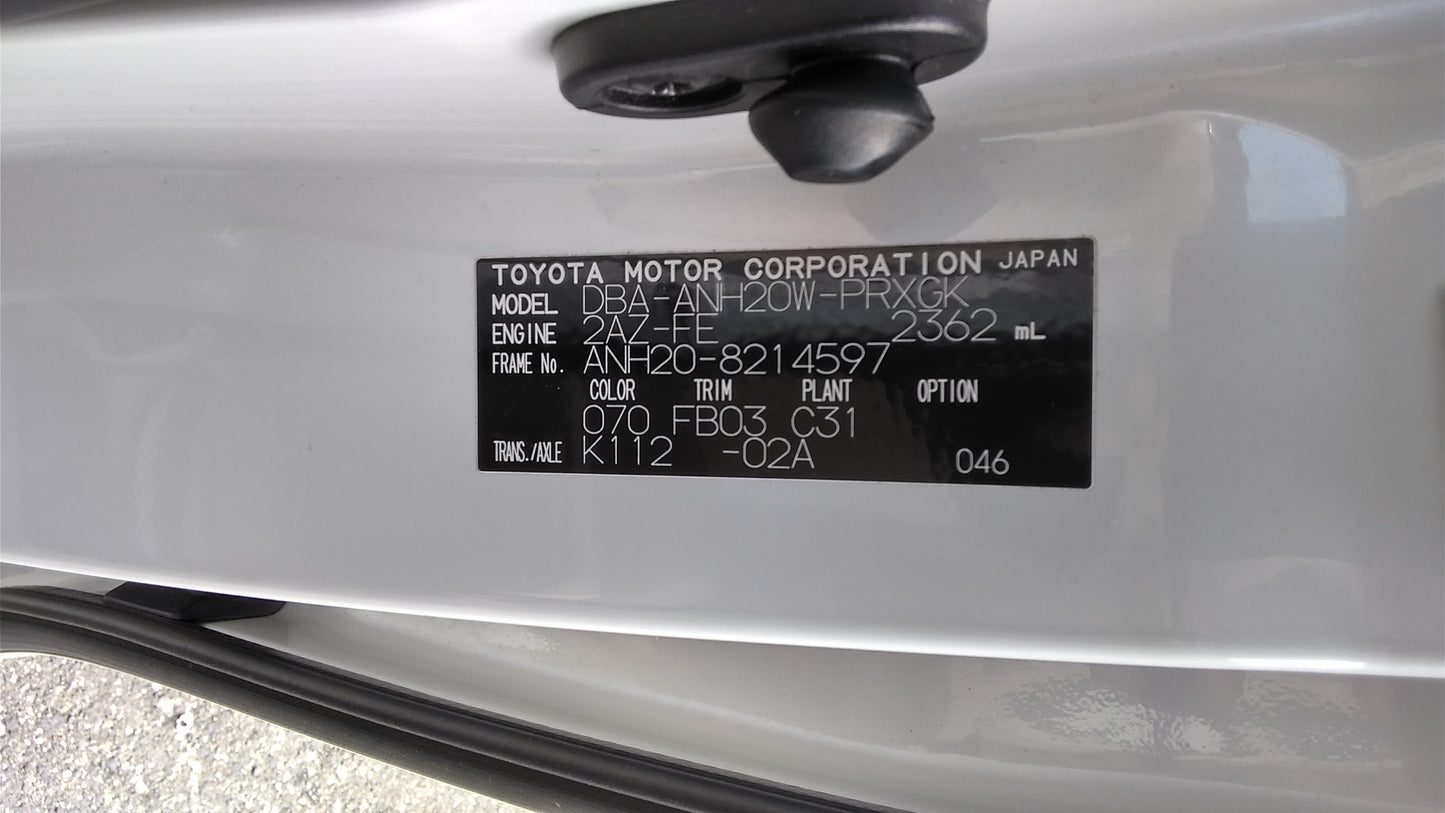 TOYOTA MOTOR CORPORATION JAPAN
MODEL DBA-ANH20W-PRXGK
ENGINE 2AZ-FE 2362 mL
FRAME No. ANH20-8214597
COLOR TRIM PLANT OPTION
070 FB03 C31
TRANS./AXLE K112 -02A 046